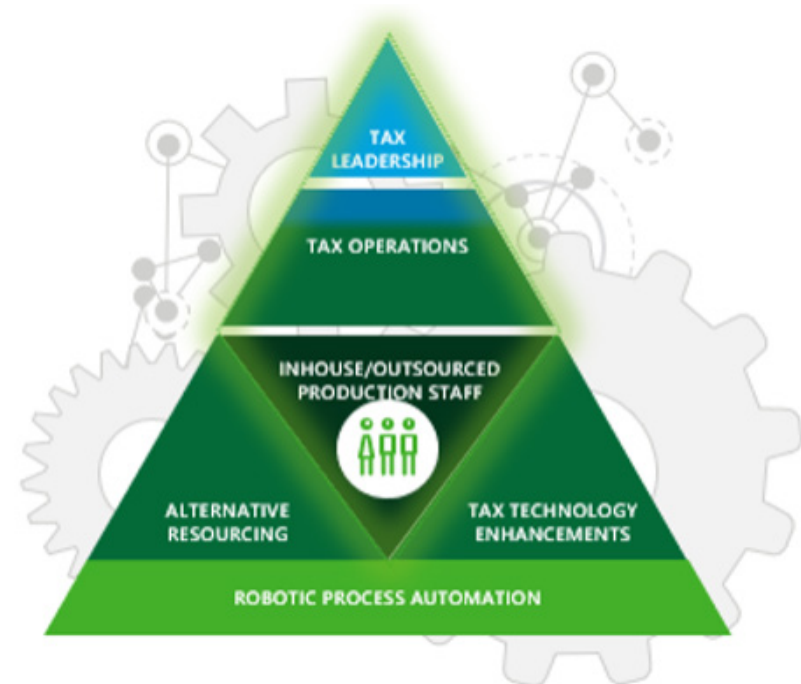 TAX
LEADERSHIP
TAX OPERATIONS
INHOUSE/OUTSOURCED
PRODUCTION STAFF
ALTERNATIVE
RESOURCING
TAX TECHNOLOGY
ENHANCEMENTS
ROBOTIC PROCESS AUTOMATION